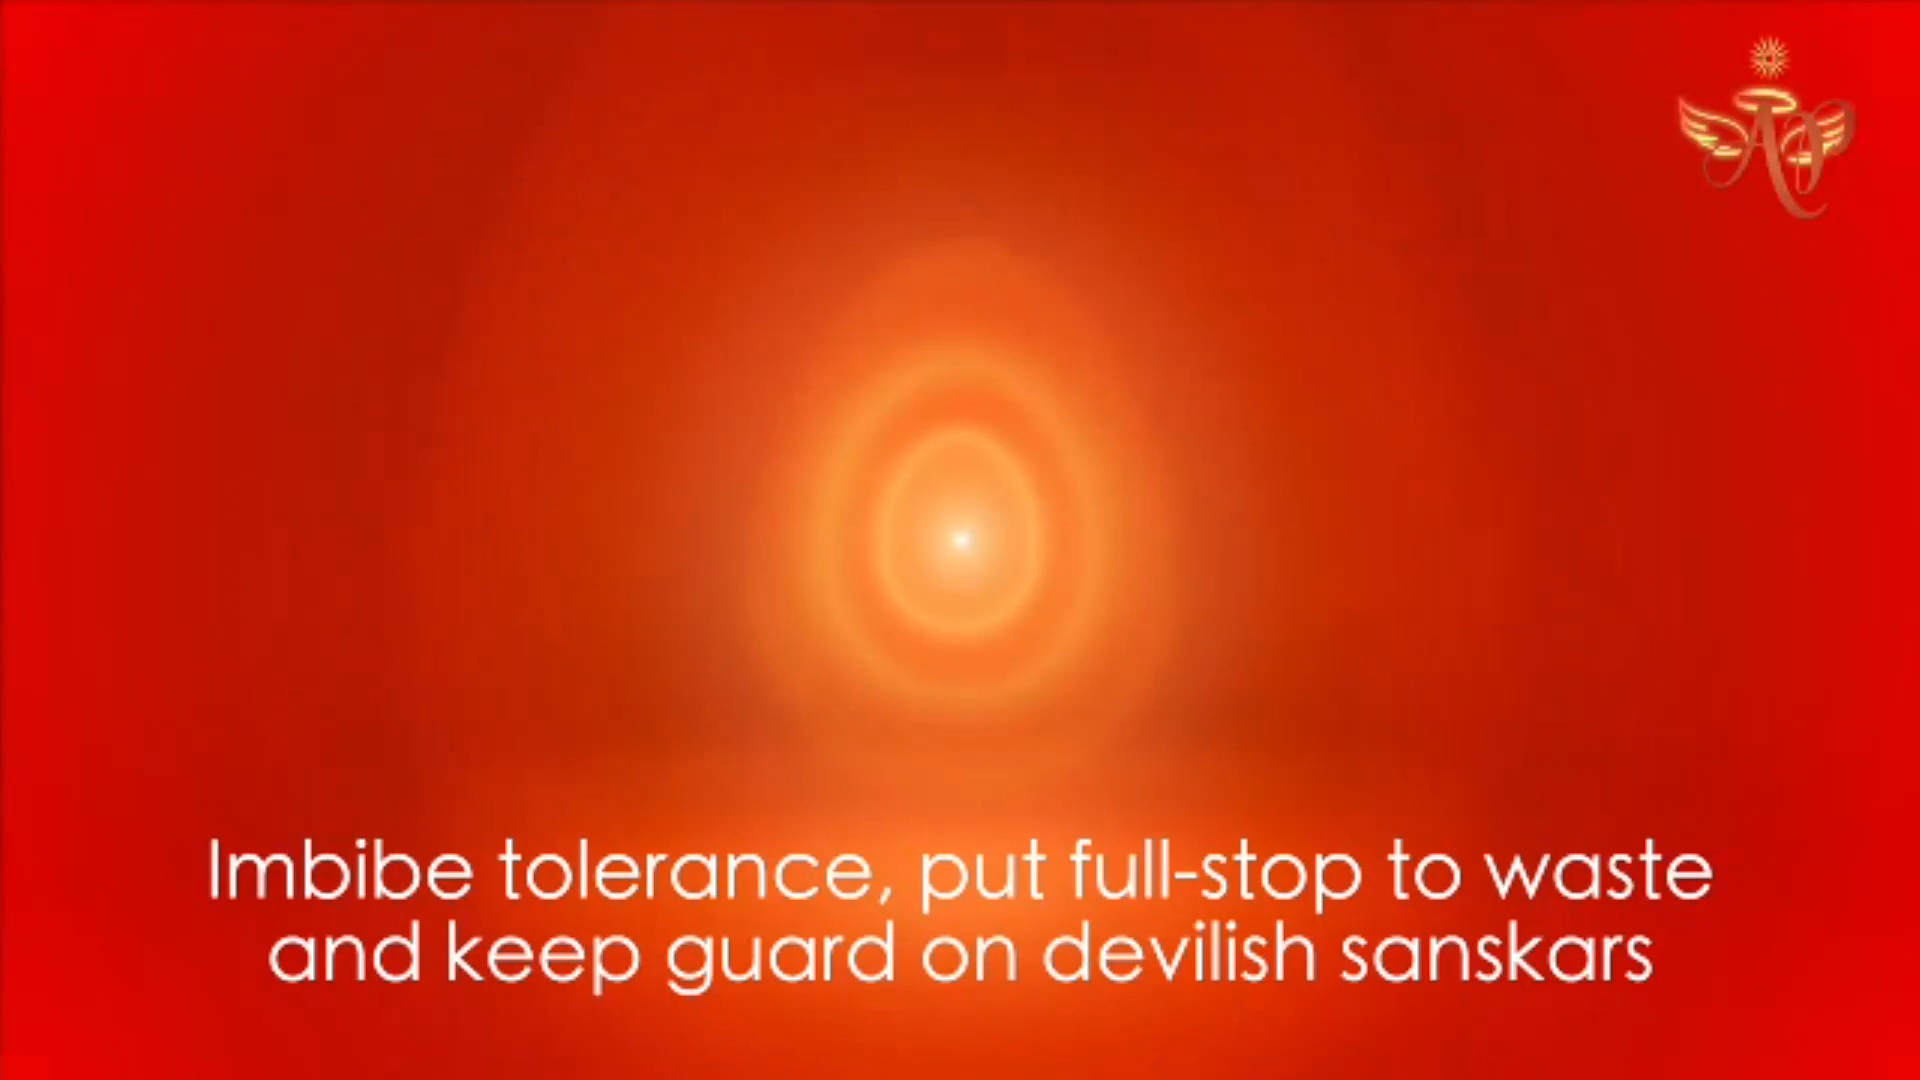 Imbibe tolerance, put full-stop to waste
and keep guard on devilish sanskars